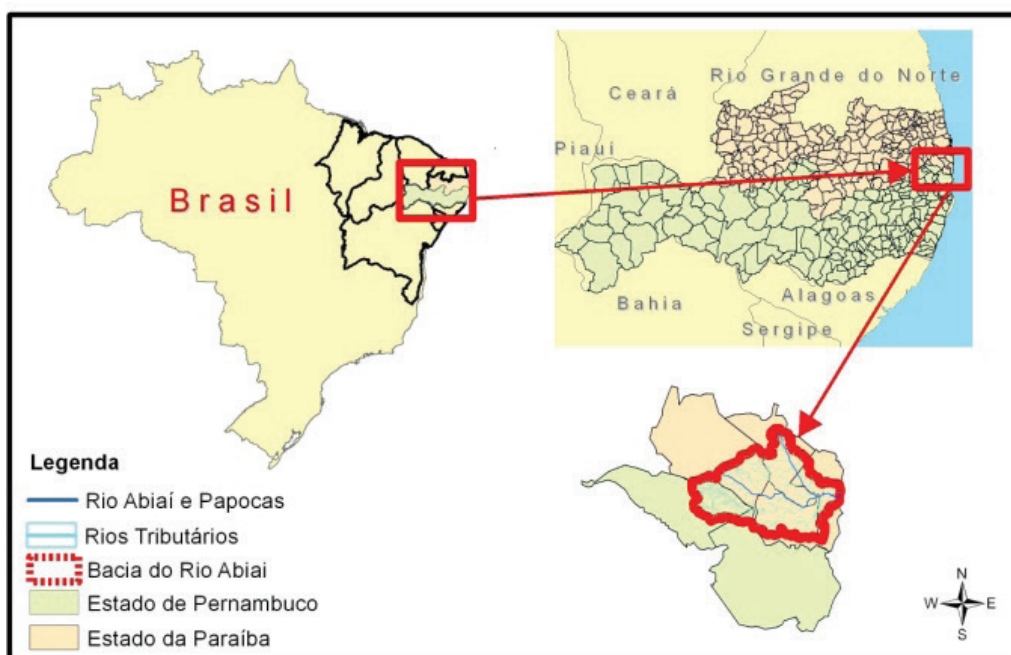 Brasil
Rio Grande do Norte
Ceará
Piaui
Bahia
Alagoas
Sergipe
Legenda
Rio Abiaí e Papocas
Rios Tributários
Bacia do Rio Abiai
Estado de Pernambuco
Estado da Paraíba
N
W E
S